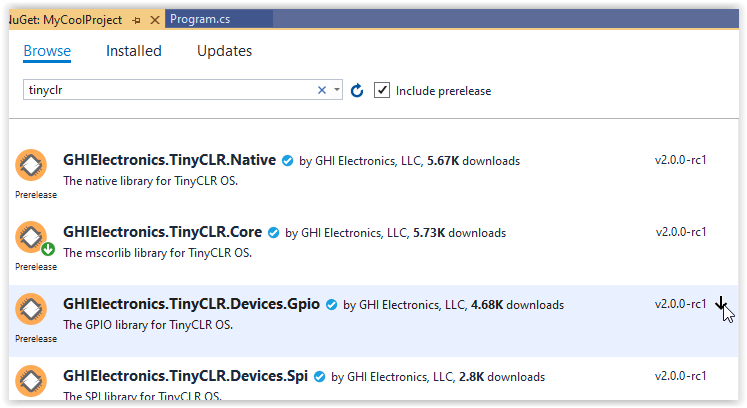 NuGet: MyCoolProject Program.cs
Browse Installed Updates
tinyclr Include prerelease
GHIElectronics.TinyCLR.Native by GHI Electronics, LLC, 5.67K downloads v2.0.0-rc1
The native library for TinyCLR OS.
Prerelease
GHIElectronics.TinyCLR.Core by GHI Electronics, LLC, 5.73K downloads v2.0.0-rc1
The mscorlib library for TinyCLR OS.
Prerelease
GHIElectronics.TinyCLR.Devices.Gpio by GHI Electronics, LLC, 4.68K downloads v2.0.0-rc1
The GPIO library for TinyCLR OS.
Prerelease
GHIElectronics.TinyCLR.Devices.Spi by GHI Electronics, LLC, 2.8K downloads v2.0.0-rc1
The SPI library for TinyCLR OS.